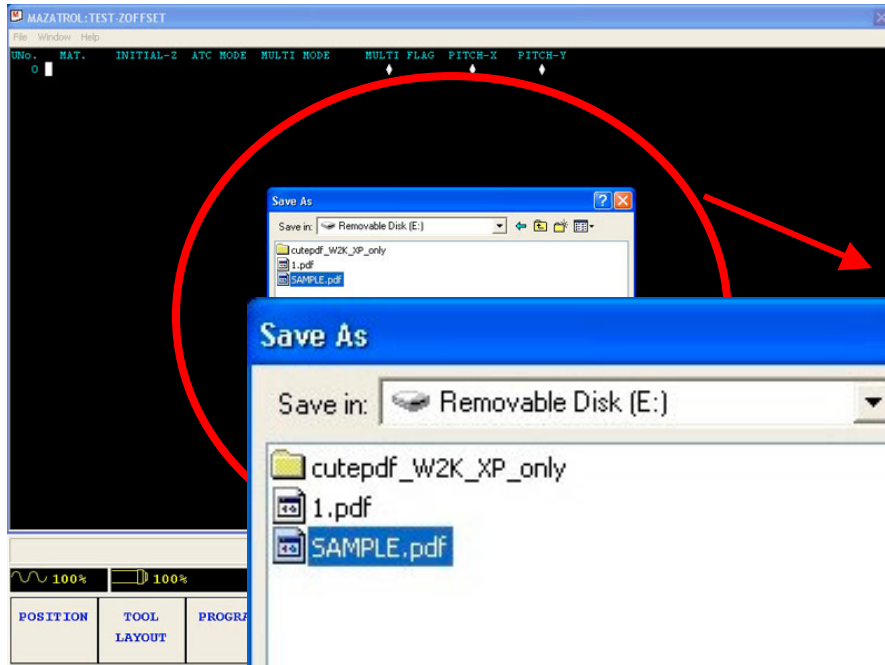 MAZATROL:TEST-ZOFFSET
File Window Help
UNo. MAT. INITIAL-Z ATC MODE MULTI MODE MULTI FLAG PITCH-X PITCH-Y
0 ♦ ♦ ♦
Save As
Save in: Removable Disk (E:)
cutepdf_W2K_XP_only
1.pdf
SAMPLE.pdf
Save As
Save in: Removable Disk (E:)
cutepdf_W2K_XP_only
1.pdf
SAMPLE.pdf
100% 100%
POSITION TOOL LAYOUT